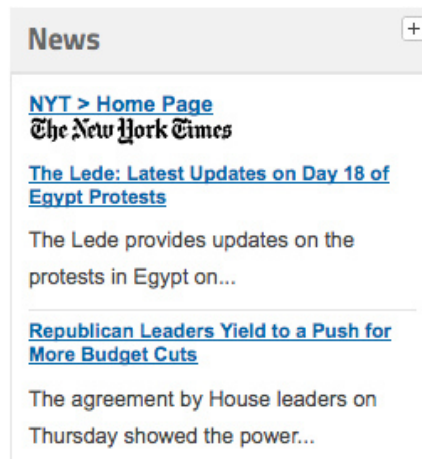 News
+
NYT > Home Page
The New York Times
The Lede: Latest Updates on Day 18 of
Egypt Protests
The Lede provides updates on the
protests in Egypt on...
Republican Leaders Yield to a Push for
More Budget Cuts
The agreement by House leaders on
Thursday showed the power...